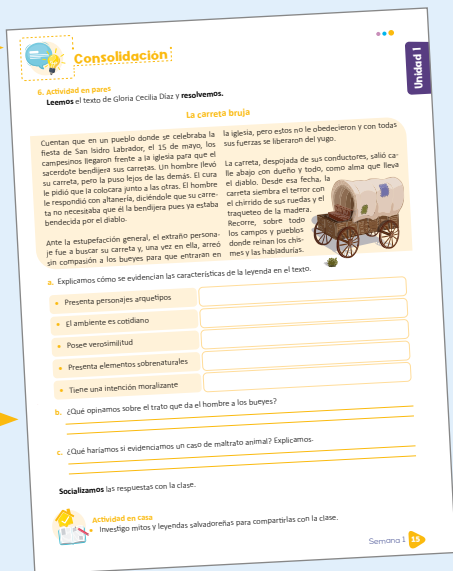 Consolidación
Unidad 1
6. Actividad en pares
Leemos el texto de Gloria Cecilia Díaz y resolvemos.
La carreta bruja
Cuentan que en un pueblo donde se celebraba la
fiesta de San Isidro Labrador, el 15 de mayo, los
campesinos llegaron frente a la iglesia para que el
sacerdote bendijera sus carretas. Un hombre llevó
su carreta, pero la puso lejos de las demás. El cura
le pidió que la colocara junto a las otras. El hombre
le respondió con altanería, diciéndole que su carre-
ta no necesitaba que él la bendijera pues ya estaba
bendecida por el diablo.
Ante la estupefacción general, el extraño persona-
je fue a buscar su carreta y, una vez en ella, arreó
sin compasión a los bueyes para que entraran en
la iglesia, pero estos no le obedecieron y con todas
sus fuerzas se liberaron del yugo.
La carreta, despojada de sus conductores, salió ca-
lle abajo con dueño y todo, como alma que lleva
el diablo. Desde esa fecha, la
carreta siembra el terror con
el chirrido de sus ruedas y el
traqueteo de la madera.
Recorre, sobre todo
los campos y pueblos
donde reinan los chis-
mes y las habladurías.
a. Explicamos cómo se evidencian las características de la leyenda en el texto.
• Presenta personajes arquetipos
• El ambiente es cotidiano
• Posee verosimilitud
• Presenta elementos sobrenaturales
• Tiene una intención moralizante
b. ¿Qué opinamos sobre el trato que da el hombre a los bueyes?
c. ¿Qué haríamos si evidenciamos un caso de maltrato animal? Explicamos.
Socializamos las respuestas con la clase.
Actividad en casa
• Investigo mitos y leyendas salvadoreñas para compartirlas con la clase.
Semana 1 15